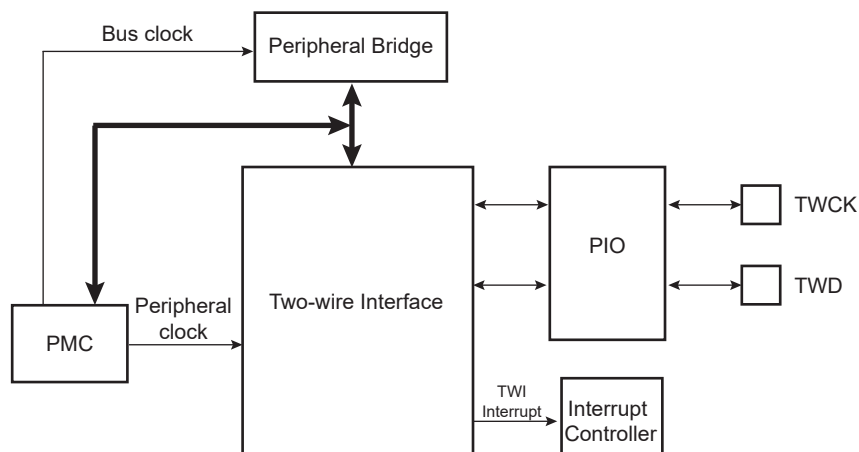 Bus clock
Peripheral Bridge
TWCK
PIO
Two-wire Interface
TWD
Peripheral
clock
PMC
TWI
Interrupt
Interrupt
Controller